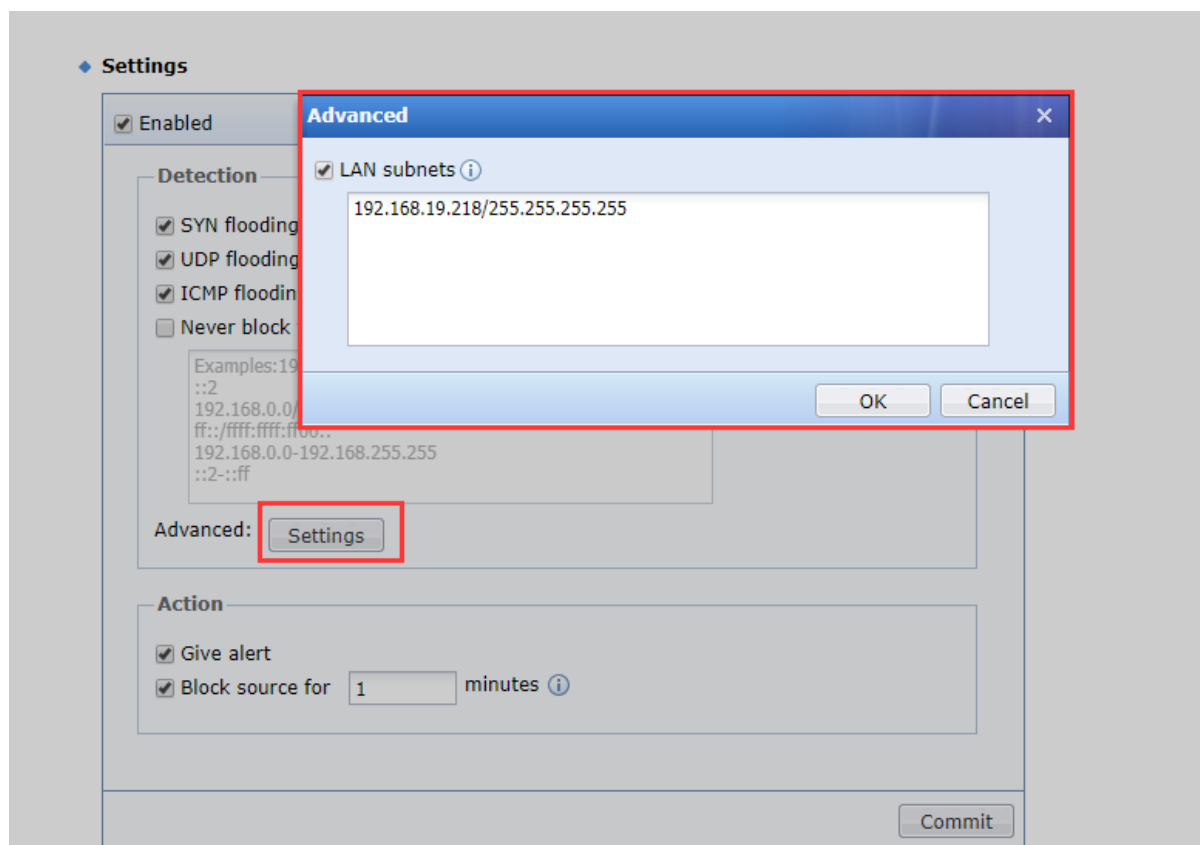 Settings
Enabled
Advanced
LAN subnets
192.168.19.218/255.255.255.255
OK Cancel
Detection
SYN flooding
UDP flooding
ICMP floodin
Never block
Examples:19
::2
192.168.0.0/
ff::/ffff:ffff:ff00::
192.168.0.0-192.168.255.255
::2-::ff
Advanced: Settings
Action
Give alert
Block source for 1 minutes
Commit